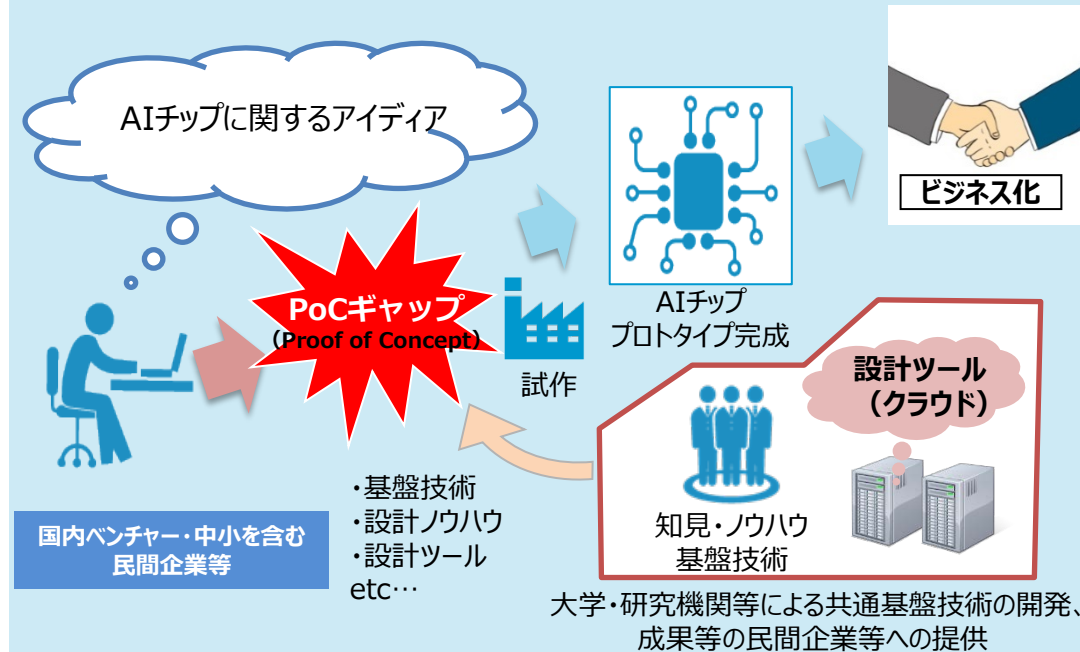 AIチップに関するアイディア
ビジネス化
PoCギャップ
（Proof of Concept）
試作
AIチップ
プロトタイプ完成
設計ツール
（クラウド）
知見・ノウハウ
基盤技術
国内ベンチャー・中小を含む
民間企業等
・基盤技術
・設計ノウハウ
・設計ツール
etc…
大学・研究機関等による共通基盤技術の開発、
成果等の民間企業等への提供